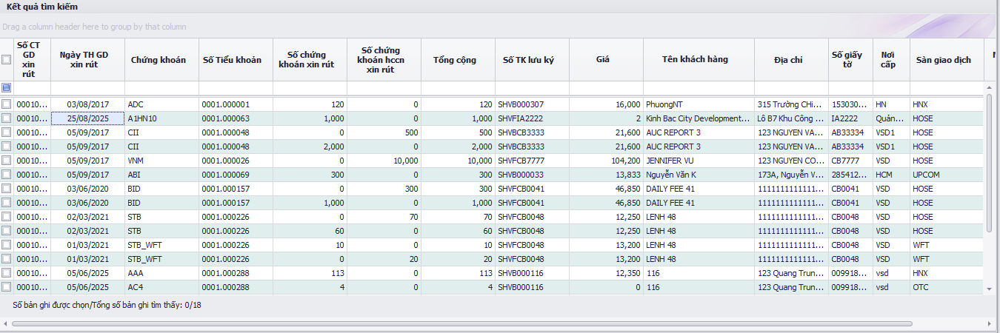 Kết quả tìm kiếm
Drag a column header here to group by that column
Số CT GD xin rút | Ngày TH GD xin rút | Chứng khoán | Số Tiểu khoản | Số chứng khoán xin rút | Số chứng khoán hccn xin rút | Tổng cộng | Số TK lưu ký | Giá | Tên khách hàng | Địa chỉ | Số giấy tờ | Nơi cấp | Sàn giao dịch
00010... 03/08/2017 ADC 0001.000001 120 0 120 SHVB000307 16,000 PhuongNT 315 Trường CHi... 153030... HN HNX
00010... 25/08/2025 A1HN10 0001.000063 1,000 0 1,000 SHVFIA2222 2 Kinh Bac City Development... Lô B7 Khu Công ... IA2222 Quản... HOSE
00010... 05/09/2017 CII 0001.000048 0 500 500 SHVBCB3333 21,600 AUC REPORT 3 123 NGUYEN VA... AB33334 VSD1 HOSE
00010... 05/09/2017 CII 0001.000048 2,000 0 2,000 SHVBCB3333 21,600 AUC REPORT 3 123 NGUYEN VA... AB33334 VSD1 HOSE
00010... 05/09/2017 VNM 0001.000026 0 10,000 10,000 SHVFCB7777 104,200 JENNIFER VU 123 NGUYEN CO... CB7777 VSD HOSE
00010... 05/09/2017 ABI 0001.000069 300 0 300 SHVB000033 13,833 Nguyễn Văn K 173A, Nguyễn V... 285412... HCM UPCOM
00010... 03/06/2020 BID 0001.000157 0 300 300 SHVFCB0041 46,850 DAILY FEE 41 11111111111111... CB0041 VSD HOSE
00010... 03/06/2020 BID 0001.000157 1,000 0 1,000 SHVFCB0041 46,850 DAILY FEE 41 11111111111111... CB0041 VSD HOSE
00010... 02/03/2021 STB 0001.000226 0 70 70 SHVFCB0048 12,250 LENH 48 11111111111111... CB0048 VSD HOSE
00010... 02/03/2021 STB 0001.000226 60 0 60 SHVFCB0048 12,250 LENH 48 11111111111111... CB0048 VSD HOSE
00010... 01/03/2021 STB_WFT 0001.000226 10 0 10 SHVFCB0048 13,200 LENH 48 11111111111111... CB0048 VSD WFT
00010... 01/03/2021 STB_WFT 0001.000226 0 20 20 SHVFCB0048 13,200 LENH 48 11111111111111... CB0048 VSD WFT
00010... 05/06/2025 AAA 0001.000288 113 0 113 SHVB000116 12,350 116 123 Quang Trun... 009918... vsd HNX
00010... 05/06/2025 AC4 0001.000288 4 0 4 SHVB000116 0 116 123 Quang Trun... 009918... vsd OTC
Số bản ghi được chọn/Tổng số bản ghi tìm thấy: 0/18